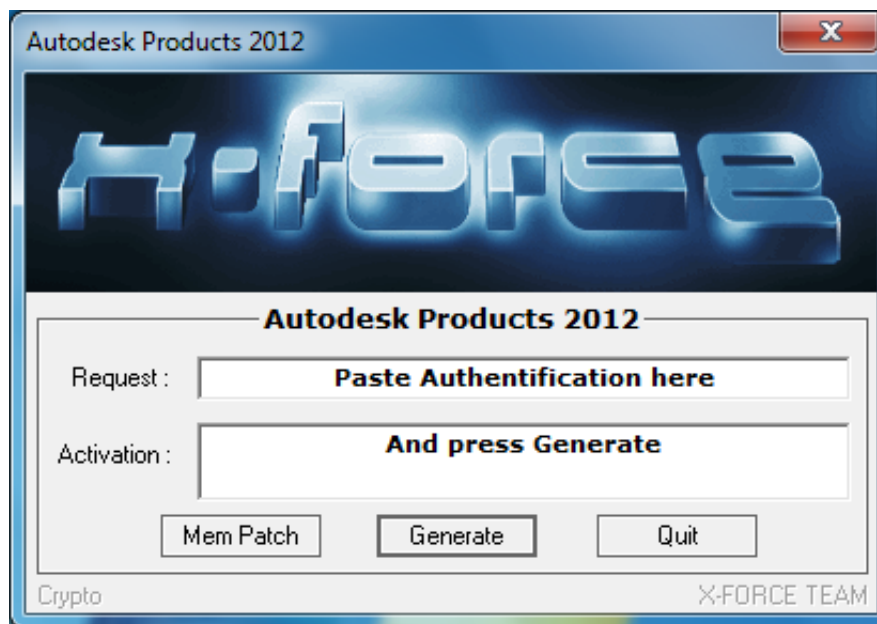 Autodesk Products 2012
x-force
Autodesk Products 2012
Request :
Paste Authentification here
Activation :
And press Generate
Mem Patch
Generate
Quit
Crypto
X-FORCE TEAM